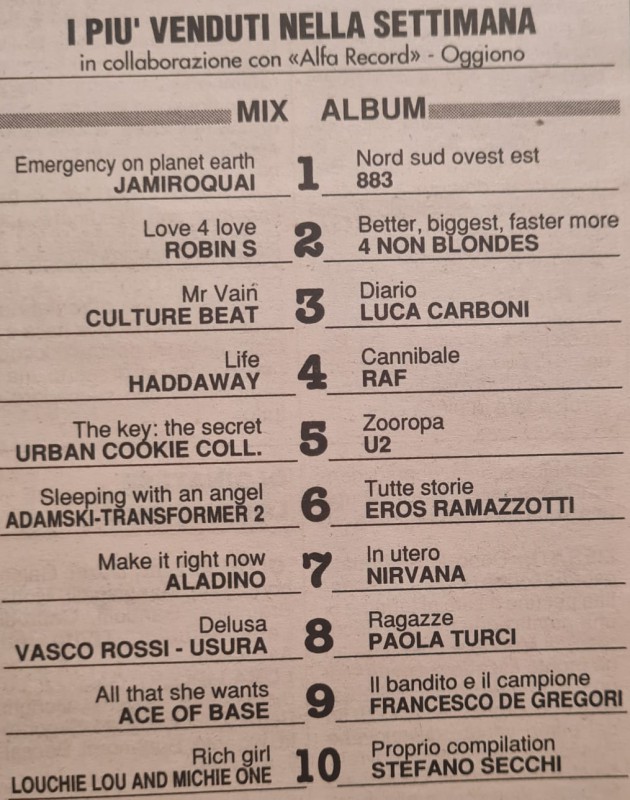 I PIU' VENDUTI NELLA SETTIMANA
in collaborazione con «Alfa Record» - Oggiono
MIX ALBUM
Emergency on planet earth
JAMIROQUAI
1
Nord sud ovest est
883
Love 4 love
ROBIN S
2
Better, biggest, faster more
4 NON BLONDES
Mr Vain
CULTURE BEAT
3
Diario
LUCA CARBONI
Life
HADDAWAY
4
Cannibale
RAF
The key: the secret
URBAN COOKIE COLL.
5
Zooropa
U2
Sleeping with an angel
ADAMSKI-TRANSFORMER 2
6
Tutte storie
EROS RAMAZZOTTI
Make it right now
ALADINO
7
In utero
NIRVANA
Delusa
VASCO ROSSI - USURA
8
Ragazze
PAOLA TURCI
All that she wants
ACE OF BASE
9
Il bandito e il campione
FRANCESCO DE GREGORI
Rich girl
LOUCHIE LOU AND MICHIE ONE
10
Proprio compilation
STEFANO SECCHI